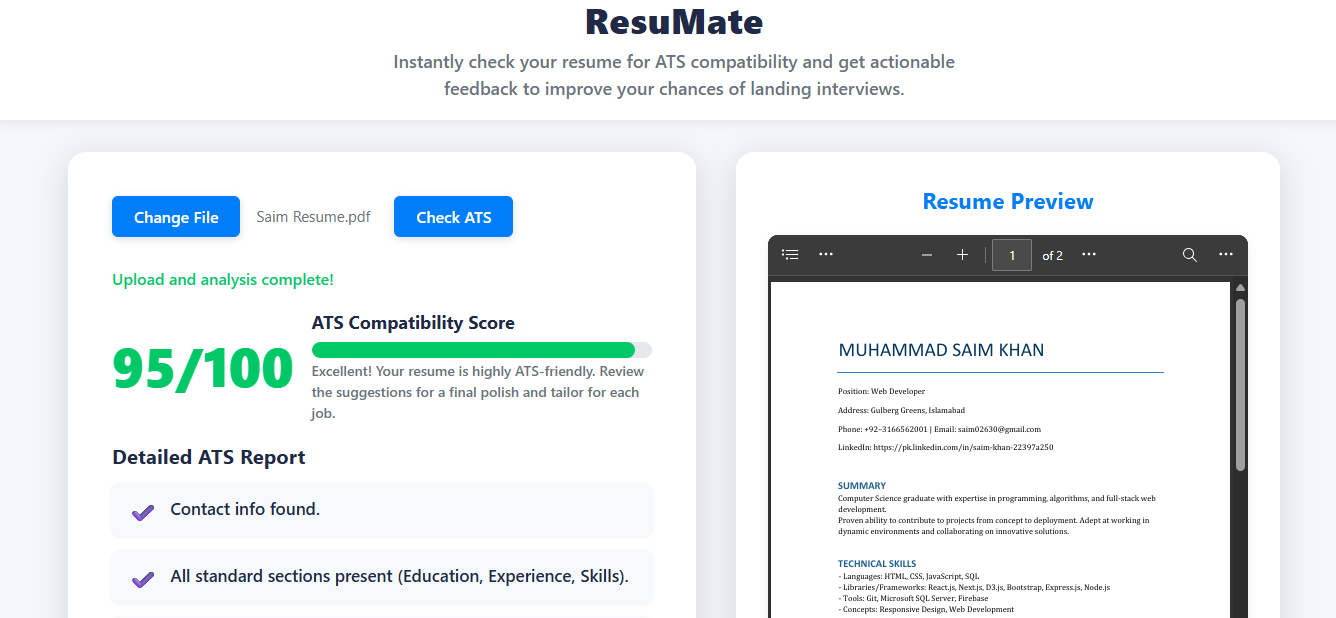 ResuMate
Instantly check your resume for ATS compatibility and get actionable
feedback to improve your chances of landing interviews.
Change File
Saim Resume.pdf
Check ATS
Upload and analysis complete!
95/100
ATS Compatibility Score
Excellent! Your resume is highly ATS-friendly. Review
the suggestions for a final polish and tailor for each
job.
Detailed ATS Report
Contact info found.
All standard sections present (Education, Experience, Skills).
Resume Preview
1 of 2
MUHAMMAD SAIM KHAN
Position: Web Developer
Address: Gulberg Greens, Islamabad
Phone: +92-3166562001 | Email: saim02630@gmail.com
LinkedIn: https://pk.linkedin.com/in/saim-khan-22397a250
SUMMARY
Computer Science graduate with expertise in programming, algorithms, and full-stack web
development.
Proven ability to contribute to projects from concept to deployment. Adept at working in
dynamic environments and collaborating on innovative solutions.
TECHNICAL SKILLS
- Languages: HTML, CSS, JavaScript, SQL
- Libraries/Frameworks: React.js, Next.js, D3.js, Bootstrap, Express.js, Node.js
- Tools: Git, Microsoft SQL Server, Firebase
- Concepts: Responsive Design, Web Development